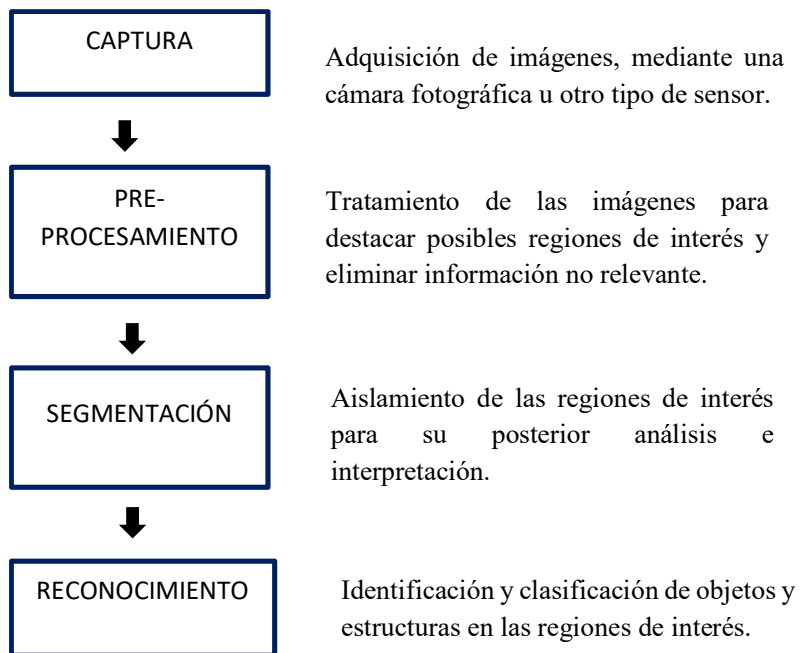 CAPTURA
Adquisición de imágenes, mediante una
cámara fotográfica u otro tipo de sensor.
PRE-
PROCESAMIENTO
Tratamiento de las imágenes para
destacar posibles regiones de interés y
eliminar información no relevante.
SEGMENTACIÓN
Aislamiento de las regiones de interés
para su posterior análisis e
interpretación.
RECONOCIMIENTO
Identificación y clasificación de objetos y
estructuras en las regiones de interés.